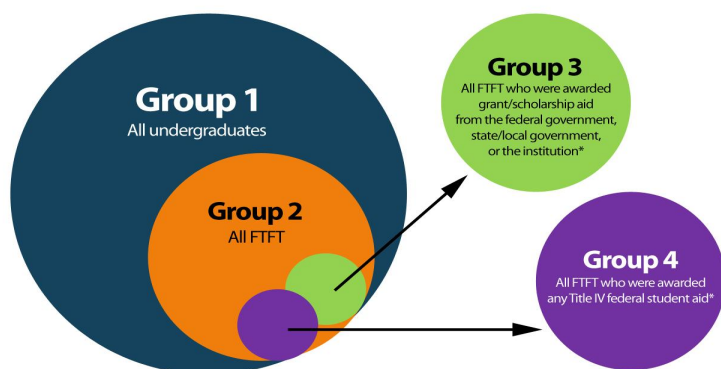 Group 1
All undergraduates
Group 2
All FTFT
Group 3
All FTFT who were awarded
grant/scholarship aid
from the federal government,
state/local government,
or the institution*
Group 4
All FTFT who were awarded
any Title IV federal student aid*